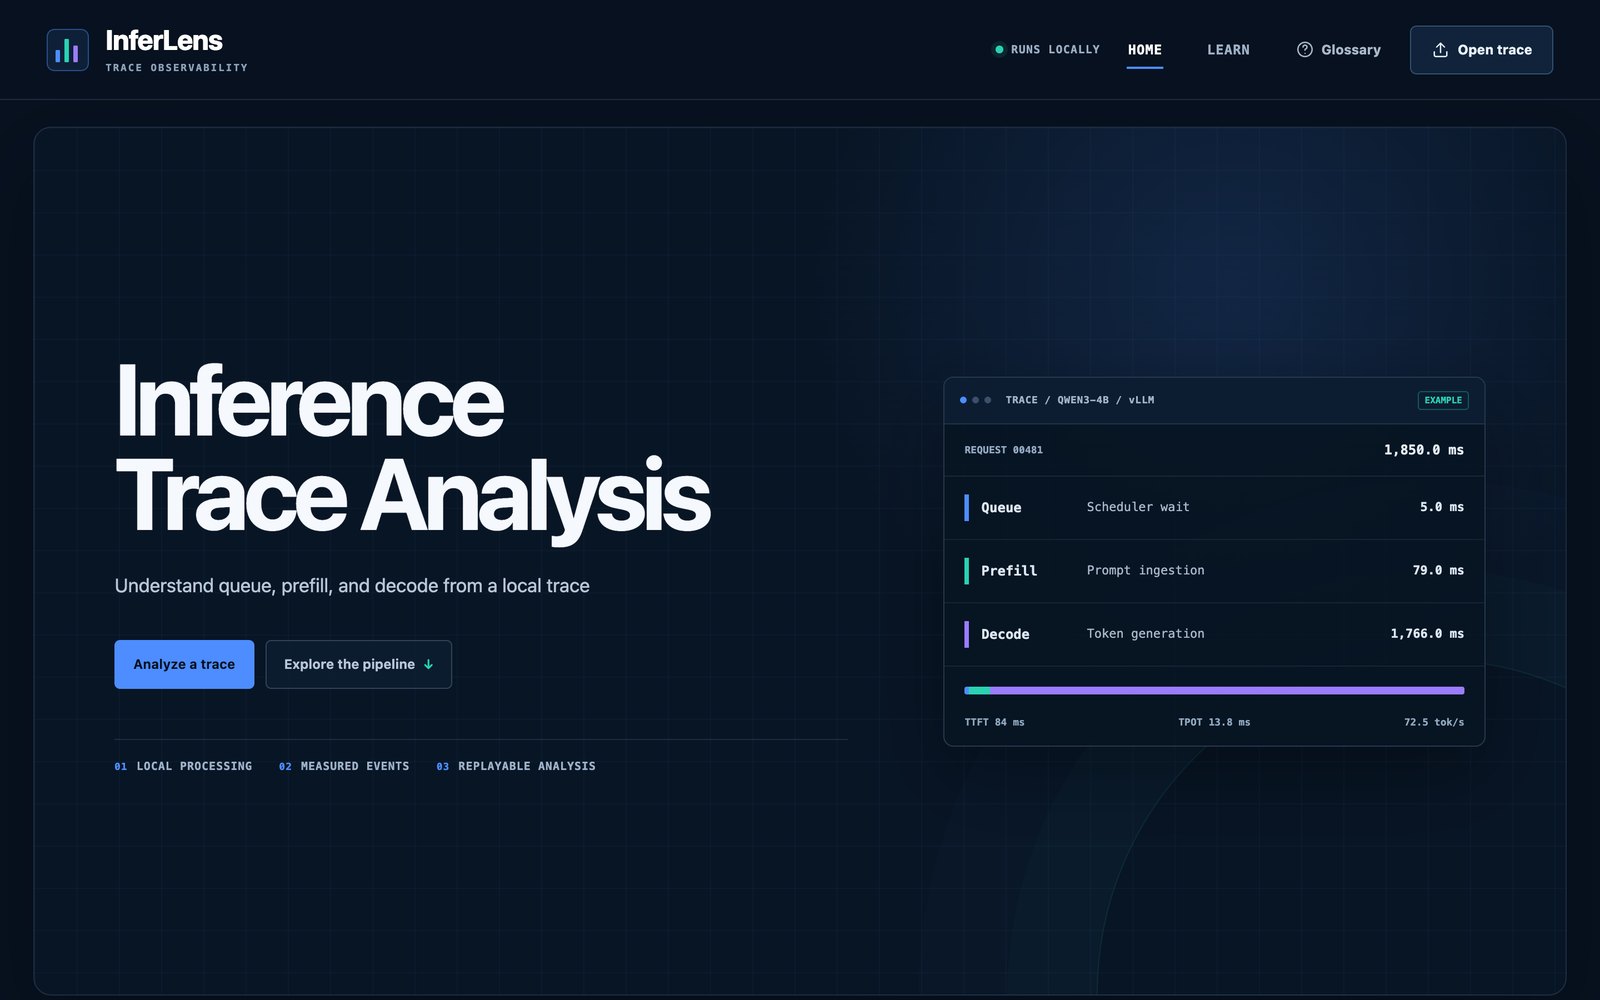 InferLens
TRACE OBSERVABILITY
RUNS LOCALLY
HOME
LEARN
Glossary
Open trace
Inference
Trace Analysis
Understand queue, prefill, and decode from a local trace
Analyze a trace
Explore the pipeline ↓
01 LOCAL PROCESSING 02 MEASURED EVENTS 03 REPLAYABLE ANALYSIS
TRACE / QWEN3-4B / vLLM EXAMPLE
REQUEST 00481 1,850.0 ms
Queue Scheduler wait 5.0 ms
Prefill Prompt ingestion 79.0 ms
Decode Token generation 1,766.0 ms
TTFT 84 ms TPOT 13.8 ms 72.5 tok/s